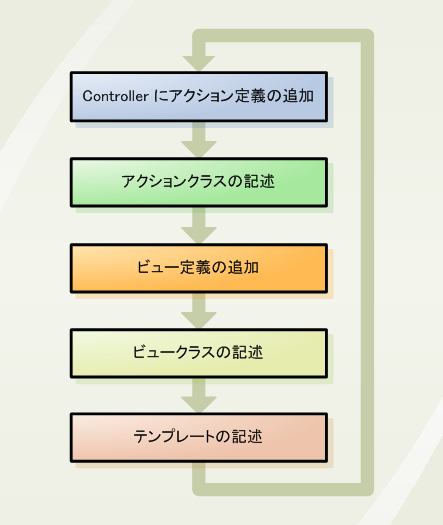 Controller にアクション定義の追加
アクションクラスの記述
ビュー定義の追加
ビュークラスの記述
テンプレートの記述